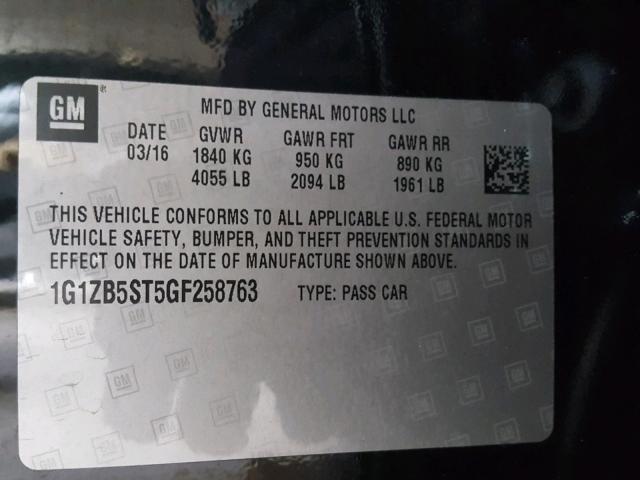 GM
®
MFD BY GENERAL MOTORS LLC
DATE GVWR GAWR FRT GAWR RR
03/16 1840 KG 950 KG 890 KG
4055 LB 2094 LB 1961 LB
THIS VEHICLE CONFORMS TO ALL APPLICABLE U.S. FEDERAL MOTOR
VEHICLE SAFETY, BUMPER, AND THEFT PREVENTION STANDARDS IN
EFFECT ON THE DATE OF MANUFACTURE SHOWN ABOVE.
1G1ZB5ST5GF258763 TYPE: PASS CAR